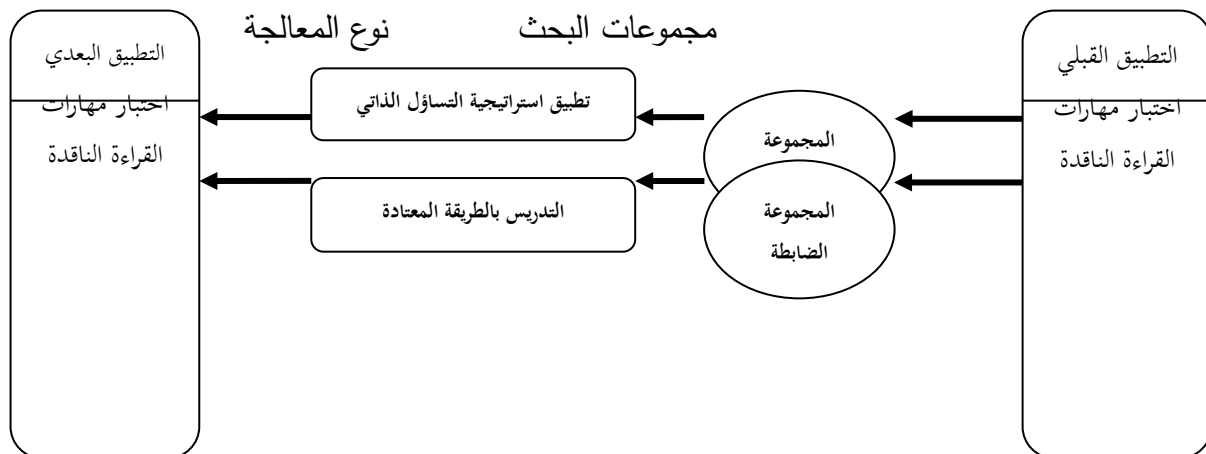 التطبيق القبلي
اختبار مهارات
القراءة الناقدة
مجموعات البحث
المجموعة
المجموعة
الضابطة
نوع المعالجة
تطبيق استراتيجية التساؤل الذاتي
التدريس بالطريقة المعتادة
التطبيق البعدي
اختبار مهارات
القراءة الناقدة